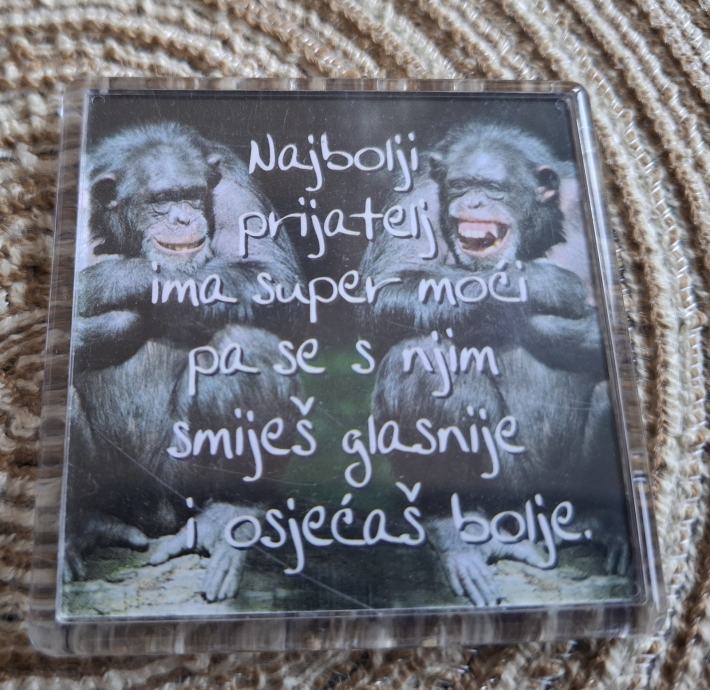 Najbolji
prijatelj
ima super moći
pa se s njim
smiješ glasnije
i osjećaš bolje.